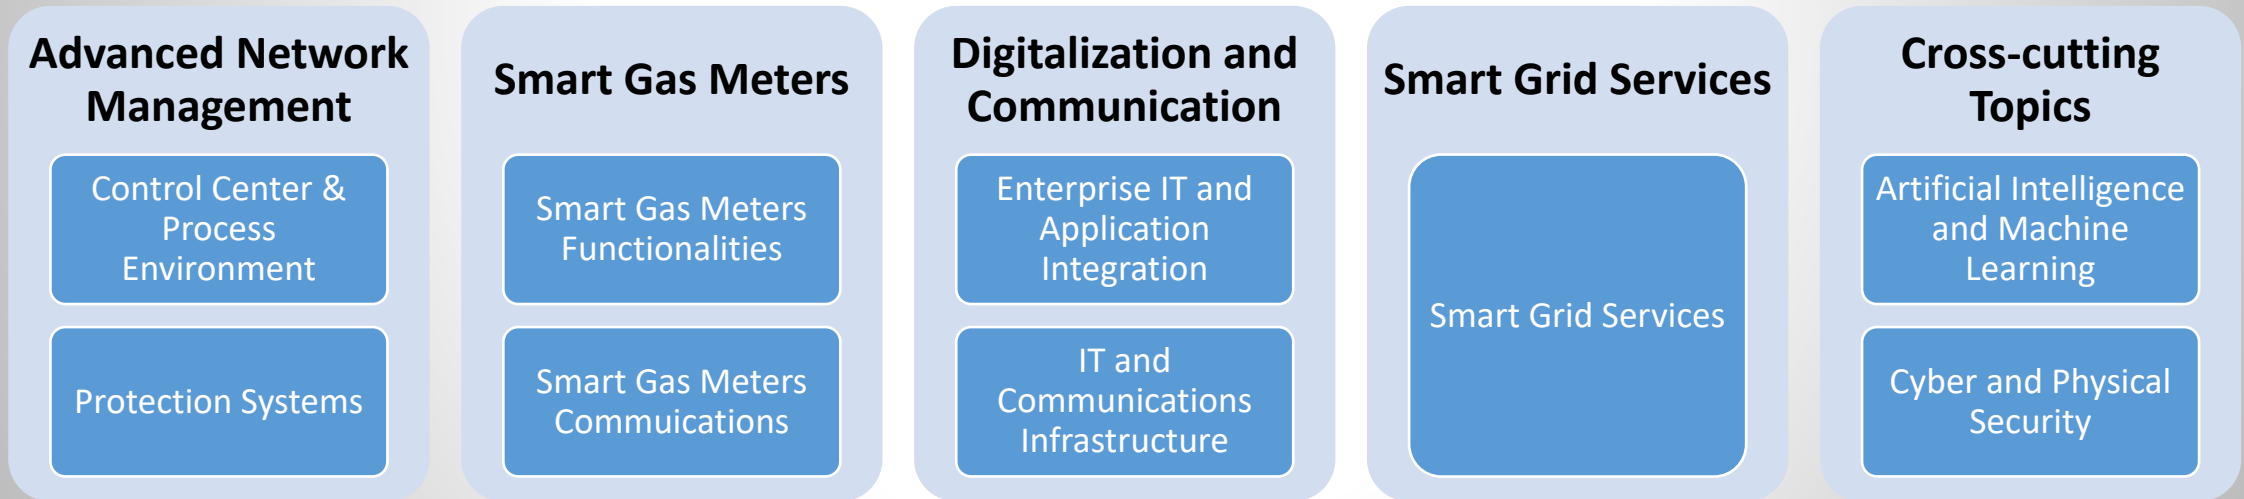 Advanced Network
Management
Control Center &
Process
Environment
Protection Systems
Smart Gas Meters
Smart Gas Meters
Functionalities
Smart Gas Meters
Commuications
Digitalization and
Communication
Enterprise IT and
Application
Integration
IT and
Communications
Infrastructure
Smart Grid Services
Smart Grid Services
Cross-cutting
Topics
Artificial Intelligence
and Machine
Learning
Cyber and Physical
Security